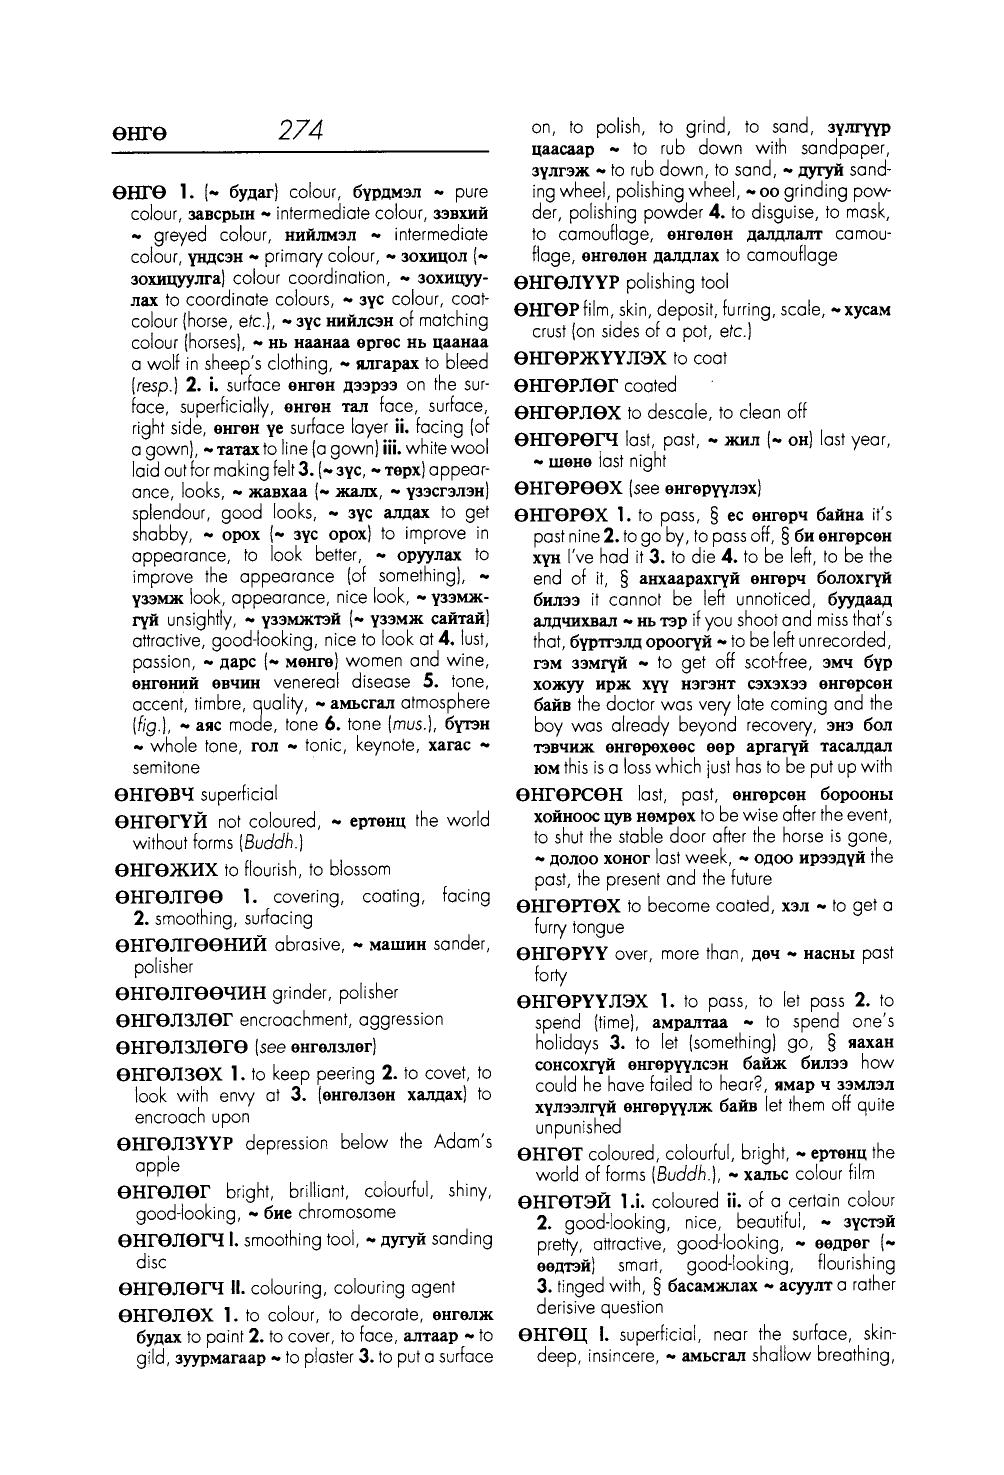 ӨНГӨ 274
ӨНГӨ 1. (~ будаг) colour, бүрдмэл ~ pure
colour, завсрын ~ intermediate colour, зэвхий
~ greyed colour, нийлмэл ~ intermediate
colour, үндсэн ~ primary colour, ~ зохицол (~
зохицуулга) colour coordination, ~ зохицуу-
лах to coordinate colours, ~ зүс colour, coat-
colour (horse, etc.), ~ зүс нийлсэн of matching
colour (horses), ~ нь наанаа өргөс нь цаанаа
a wolf in sheep's clothing, ~ ялгарах to bleed
(resp.) 2. i. surface өнгөн дээрээ on the sur-
face, superficially, өнгөн тал face, surface,
right side, өнгөн үе surface layer ii. facing (of
a gown), ~ татах to line (a gown) iii. white wool
laid out for making felt 3. (~ зүс, ~ төрх) appear-
ance, looks, ~ жавхаа (~ жалх, ~ үзэсгэлэн)
splendour, good looks, ~ зүс алдах to get
shabby, ~ орох (~ зүс орох) to improve in
appearance, to look better, ~ оруулах to
improve the appearance (of something), ~
үзэмж look, appearance, nice look, ~ үзэмж-
гүй unsightly, ~ үзэмжтэй (~ үзэмж сайтай)
attractive, good-looking, nice to look at 4. lust,
passion, ~ дарс (~ мөнгө) women and wine,
өнгөний өвчин venereal disease 5. tone,
accent, timbre, quality, ~ амьсгал atmosphere
(fig.), ~ аяс mode, tone 6. tone (mus.), бүтэн
~ whole tone, гол ~ tonic, keynote, хагас ~
semitone
ӨНГӨВЧ superficial
ӨНГӨГҮЙ not coloured, ~ ертөнц the world
without forms (Buddh.)
ӨНГӨЖИХ to flourish, to blossom
ӨНГӨЛГӨӨ 1. covering, coating, facing
2. smoothing, surfacing
ӨНГӨЛГӨӨНИЙ abrasive, ~ машин sander,
polisher
ӨНГӨЛГӨӨЧИН grinder, polisher
ӨНГӨЛЗЛӨГ encroachment, aggression
ӨНГӨЛЗЛӨГӨ (see өнгөлзлөг)
ӨНГӨЛЗӨХ 1. to keep peering 2. to covet, to
look with envy at 3. (өнгөлзөн халдах) to
encroach upon
ӨНГӨЛЗҮҮР depression below the Adam's
apple
ӨНГӨЛӨГ bright, brilliant, colourful, shiny,
good-looking, ~ бие chromosome
ӨНГӨЛӨГЧ I. smoothing tool, ~ дугуй sanding
disc
ӨНГӨЛӨГЧ II. colouring, colouring agent
ӨНГӨЛӨХ 1. to colour, to decorate, өнгөлж
будах to paint 2. to cover, to face, алтаар ~ to
gild, зуурмагаар ~ to plaster 3. to put a surface
on, to polish, to grind, to sand, зүлгүүр
цаасаар ~ to rub down with sandpaper,
зүлгэж ~ to rub down, to sand, ~ дугуй sand-
ing wheel, polishing wheel, ~ оо grinding pow-
der, polishing powder 4. to disguise, to mask,
to camouflage, өнгөлөн далдлалт camou-
flage, өнгөлөн далдлах to camouflage
ӨНГӨЛҮҮР polishing tool
ӨНГӨР film, skin, deposit, furring, scale, ~ хусам
crust (on sides of a pot, etc.)
ӨНГӨРЖҮҮЛЭХ to coat
ӨНГӨРЛӨГ coated
ӨНГӨРЛӨХ to descale, to clean off
ӨНГӨРӨГЧ last, past, ~ жил (~ он) last year,
~ шөнө last night
ӨНГӨРӨӨХ (see өнгөрүүлэх)
ӨНГӨРӨХ 1. to pass, § ес өнгөрч байна it's
past nine 2. to go by, to pass off, § би өнгөрсөн
хүн I've had it 3. to die 4. to be left, to be the
end of it, § анхаарахгүй өнгөрч болохгүй
билээ it cannot be left unnoticed, буудаад
алдчихвал ~ нь тэр if you shoot and miss that's
that, бүртгэлд ороогүй ~ to be left unrecorded,
гэм зэмгүй ~ to get off scot-free, эмч бүр
хожуу ирж хүү нэгэнт сэхэхээ өнгөрсөн
байв the doctor was very late coming and the
boy was already beyond recovery, энэ бол
тэвчиж өнгөрөхөөс өөр аргагүй тасалдал
юм this is a loss which just has to be put up with
ӨНГӨРСӨН last, past, өнгөрсөн борооны
хойноос цув нөмрөх to be wise after the event,
to shut the stable door after the horse is gone,
~ долоо хоног last week, ~ одоо ирээдүй the
past, the present and the future
ӨНГӨРТӨХ to become coated, хэл ~ to get a
furry tongue
ӨНГӨРҮҮ over, more than, дөч ~ насны past
forty
ӨНГӨРҮҮЛЭХ 1. to pass, to let pass 2. to
spend (time), амралтаа ~ to spend one's
holidays 3. to let (something) go, § яахан
сонсохгүй өнгөрүүлсэн байж билээ how
could he have failed to hear?, ямар ч зэмлэл
хүлээлгүй өнгөрүүлж байв let them off quite
unpunished
ӨНГӨТ coloured, colourful, bright, ~ ертөнц the
world of forms (Buddh.), ~ хальс colour film
ӨНГӨТЭЙ 1.i. coloured ii. of a certain colour
2. good-looking, nice, beautiful, ~ зүстэй
pretty, attractive, good-looking, ~ өөдрөг (~
өөдтэй) smart, good-looking, flourishing
3. tinged with, § басамжлах ~ асуулт a rather
derisive question
ӨНГӨЦ I. superficial, near the surface, skin-
deep, insincere, ~ амьсгал shallow breathing,